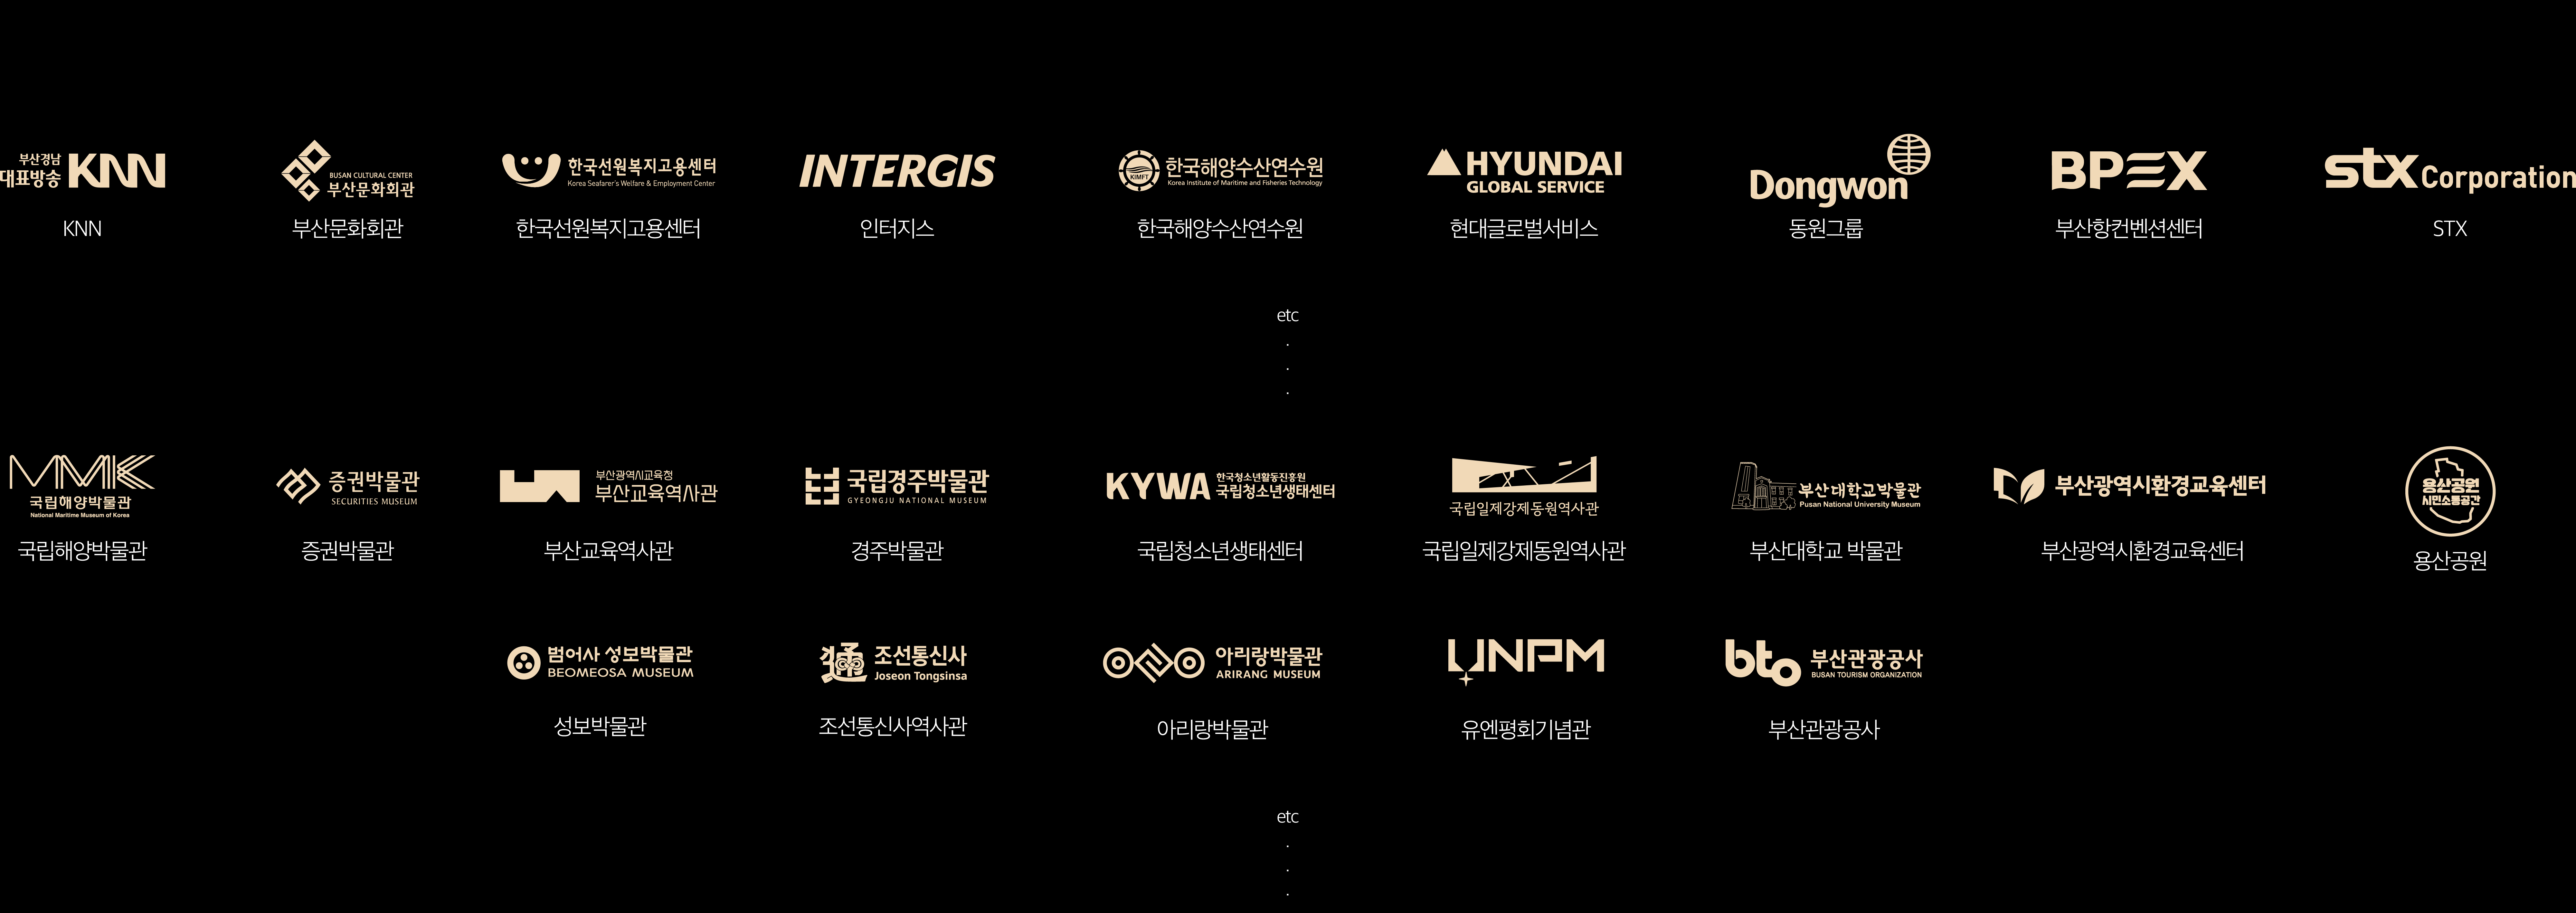 부산경남
대표방송 KNN
KNN
BUSAN CULTURAL CENTER
부산문화회관
부산문화회관
한국선원복지고용센터
Korea Seafarer's Welfare & Employment Center
한국선원복지고용센터
INTERGIS
인터지스
KIMFT
한국해양수산연수원
Korea Institute of Maritime and Fisheries Technology
한국해양수산연수원
HYUNDAI
GLOBAL SERVICE
현대글로벌서비스
Dongwon
동원그룹
BPEX
부산항컨벤션센터
stx Corporation
STX
etc
.
.
.
MMK
국립해양박물관
National Maritime Museum of Korea
국립해양박물관
증권박물관
SECURITIES MUSEUM
증권박물관
부산광역시교육청
부산교육역사관
부산교육역사관
국립경주박물관
GYEONGJU NATIONAL MUSEUM
경주박물관
KYWA
한국청소년활동진흥원
국립청소년생태센터
국립청소년생태센터
국립일제강제동원역사관
국립일제강제동원역사관
부산대학교박물관
Pusan National University Museum
부산대학교 박물관
부산광역시환경교육센터
부산광역시환경교육센터
용산공원
시민소통공간
용산공원
범어사 성보박물관
BEOMEOSA MUSEUM
성보박물관
通
조선통신사
Joseon Tongsinsa
조선통신사역사관
아리랑박물관
ARIRANG MUSEUM
아리랑박물관
UNPM
유엔평회기념관
bto
부산관광공사
BUSAN TOURISM ORGANIZATION
부산관광공사
etc
.
.
.